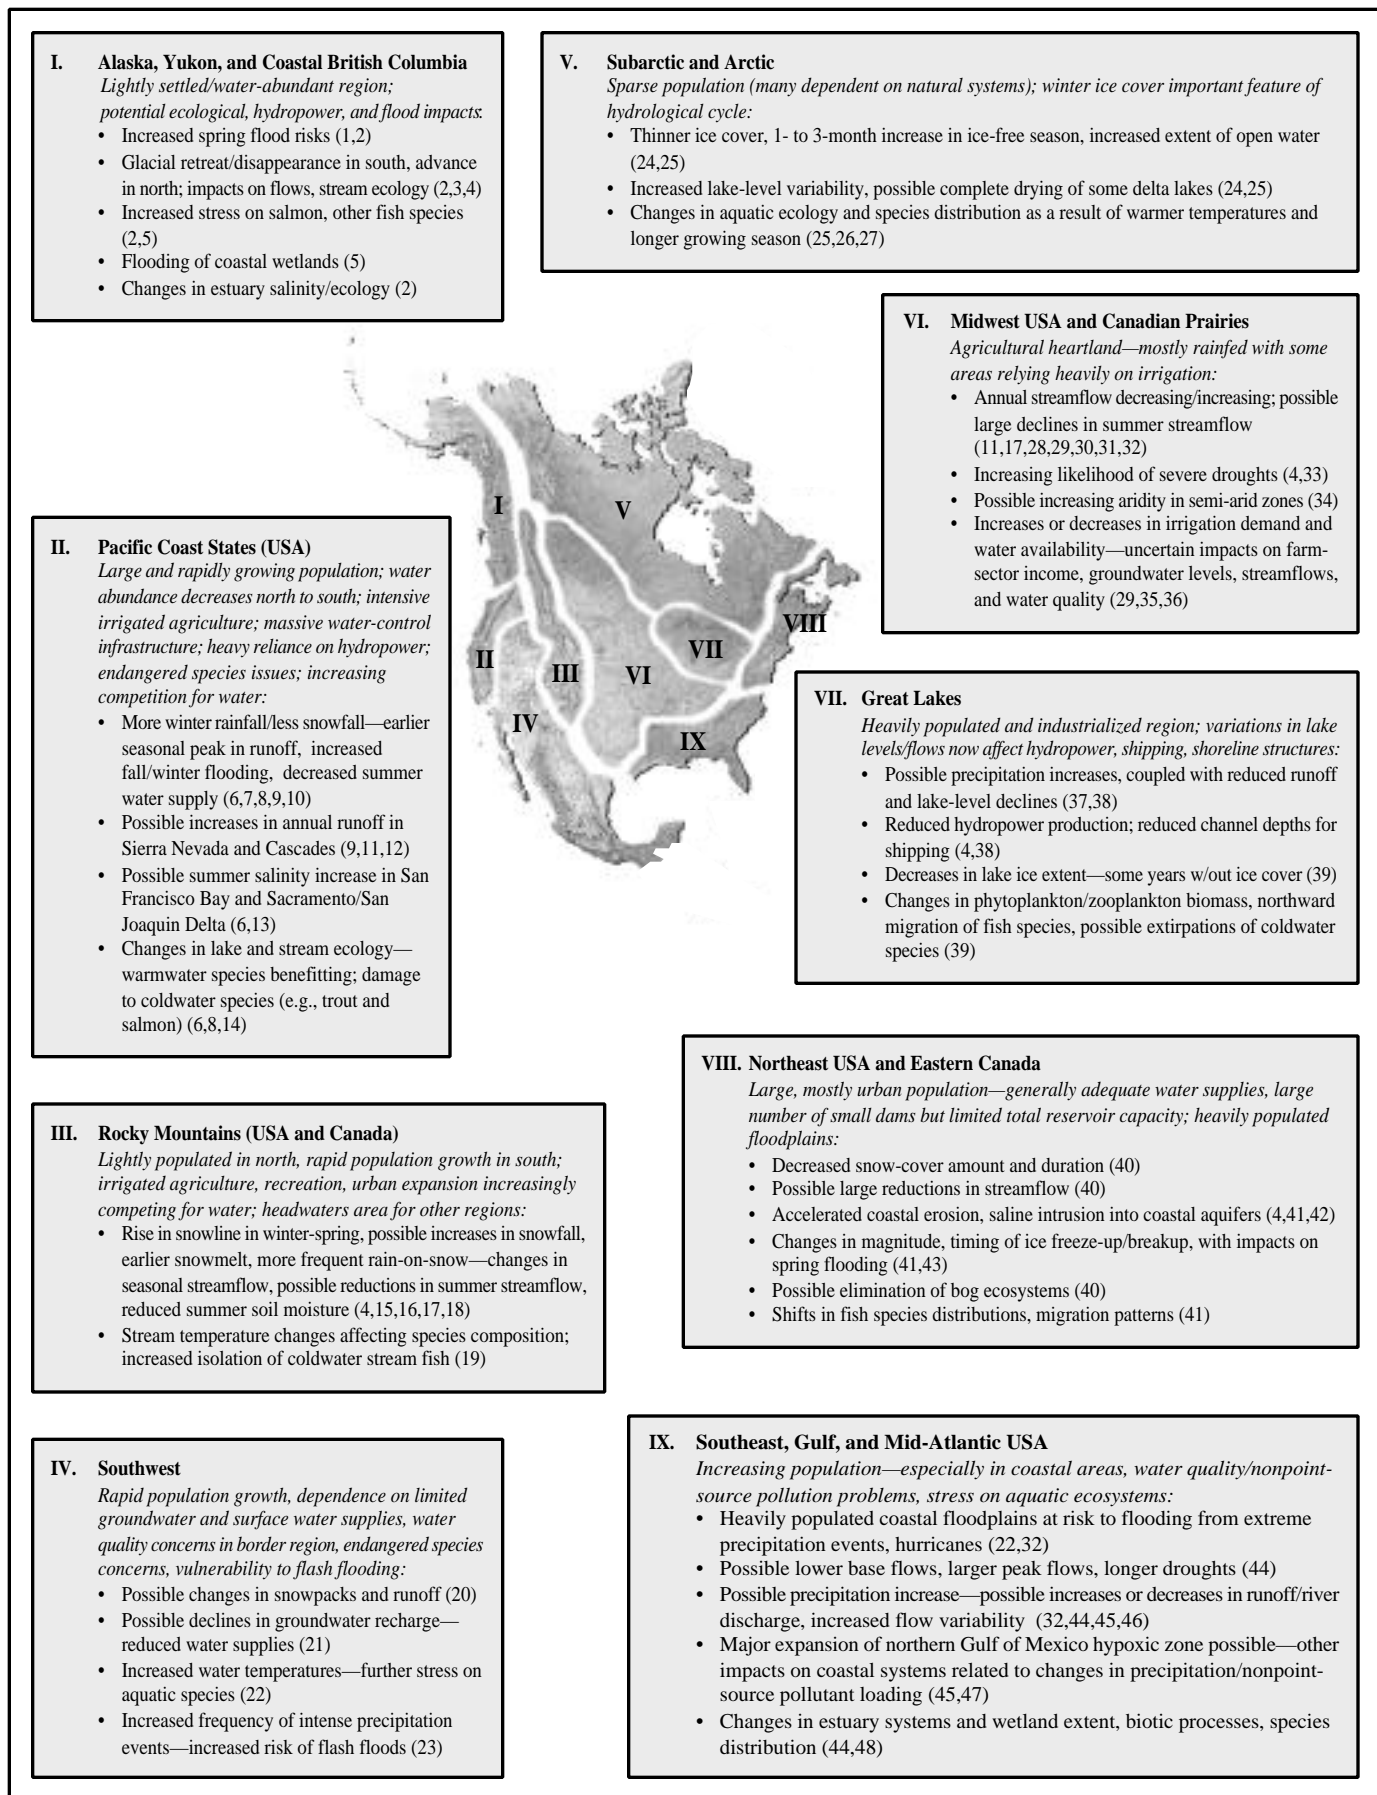 I. Alaska, Yukon, and Coastal British Columbia
Lightly settled/water-abundant region;
potential ecological, hydropower, and flood impacts:
• Increased spring flood risks (1,2)
• Glacial retreat/disappearance in south, advance
in north; impacts on flows, stream ecology (2,3,4)
• Increased stress on salmon, other fish species
(2,5)
• Flooding of coastal wetlands (5)
• Changes in estuary salinity/ecology (2)
V. Subarctic and Arctic
Sparse population (many dependent on natural systems); winter ice cover important feature of
hydrological cycle:
• Thinner ice cover, 1- to 3-month increase in ice-free season, increased extent of open water
(24,25)
• Increased lake-level variability, possible complete drying of some delta lakes (24,25)
• Changes in aquatic ecology and species distribution as a result of warmer temperatures and
longer growing season (25,26,27)
VI. Midwest USA and Canadian Prairies
Agricultural heartland—mostly rainfed with some
areas relying heavily on irrigation:
• Annual streamflow decreasing/increasing; possible
large declines in summer streamflow
(11,17,28,29,30,31,32)
• Increasing likelihood of severe droughts (4,33)
• Possible increasing aridity in semi-arid zones (34)
• Increases or decreases in irrigation demand and
water availability—uncertain impacts on farm-
sector income, groundwater levels, streamflows,
and water quality (29,35,36)
I
V
VIII
VII
II
III
VI
IV
IX
II. Pacific Coast States (USA)
Large and rapidly growing population; water
abundance decreases north to south; intensive
irrigated agriculture; massive water-control
infrastructure; heavy reliance on hydropower;
endangered species issues; increasing
competition for water:
• More winter rainfall/less snowfall—earlier
seasonal peak in runoff, increased
fall/winter flooding, decreased summer
water supply (6,7,8,9,10)
• Possible increases in annual runoff in
Sierra Nevada and Cascades (9,11,12)
• Possible summer salinity increase in San
Francisco Bay and Sacramento/San
Joaquin Delta (6,13)
• Changes in lake and stream ecology—
warmwater species benefitting; damage
to coldwater species (e.g., trout and
salmon) (6,8,14)
VII. Great Lakes
Heavily populated and industrialized region; variations in lake
levels/flows now affect hydropower, shipping, shoreline structures:
• Possible precipitation increases, coupled with reduced runoff
and lake-level declines (37,38)
• Reduced hydropower production; reduced channel depths for
shipping (4,38)
• Decreases in lake ice extent—some years w/out ice cover (39)
• Changes in phytoplankton/zooplankton biomass, northward
migration of fish species, possible extirpations of coldwater
species (39)
VIII. Northeast USA and Eastern Canada
Large, mostly urban population—generally adequate water supplies, large
number of small dams but limited total reservoir capacity; heavily populated
floodplains:
• Decreased snow-cover amount and duration (40)
• Possible large reductions in streamflow (40)
• Accelerated coastal erosion, saline intrusion into coastal aquifers (4,41,42)
• Changes in magnitude, timing of ice freeze-up/breakup, with impacts on
spring flooding (41,43)
• Possible elimination of bog ecosystems (40)
• Shifts in fish species distributions, migration patterns (41)
III. Rocky Mountains (USA and Canada)
Lightly populated in north, rapid population growth in south;
irrigated agriculture, recreation, urban expansion increasingly
competing for water; headwaters area for other regions:
• Rise in snowline in winter-spring, possible increases in snowfall,
earlier snowmelt, more frequent rain-on-snow—changes in
seasonal streamflow, possible reductions in summer streamflow,
reduced summer soil moisture (4,15,16,17,18)
• Stream temperature changes affecting species composition;
increased isolation of coldwater stream fish (19)
IV. Southwest
Rapid population growth, dependence on limited
groundwater and surface water supplies, water
quality concerns in border region, endangered species
concerns, vulnerability to flash flooding:
• Possible changes in snowpacks and runoff (20)
• Possible declines in groundwater recharge—
reduced water supplies (21)
• Increased water temperatures—further stress on
aquatic species (22)
• Increased frequency of intense precipitation
events—increased risk of flash floods (23)
IX. Southeast, Gulf, and Mid-Atlantic USA
Increasing population—especially in coastal areas, water quality/nonpoint-
source pollution problems, stress on aquatic ecosystems:
• Heavily populated coastal floodplains at risk to flooding from extreme
precipitation events, hurricanes (22,32)
• Possible lower base flows, larger peak flows, longer droughts (44)
• Possible precipitation increase—possible increases or decreases in runoff/river
discharge, increased flow variability (32,44,45,46)
• Major expansion of northern Gulf of Mexico hypoxic zone possible—other
impacts on coastal systems related to changes in precipitation/nonpoint-
source pollutant loading (45,47)
• Changes in estuary systems and wetland extent, biotic processes, species
distribution (44,48)